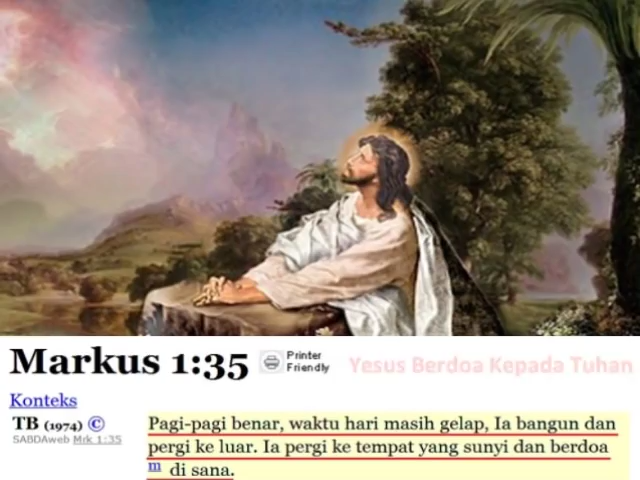 Markus 1:35 Printer Friendly Yesus Berdoa Kepada Tuhan
Konteks
TB (1974) ©
SABDAweb Mrk 1:35
Pagi-pagi benar, waktu hari masih gelap, Ia bangun dan
pergi ke luar. Ia pergi ke tempat yang sunyi dan berdoa
m di sana.